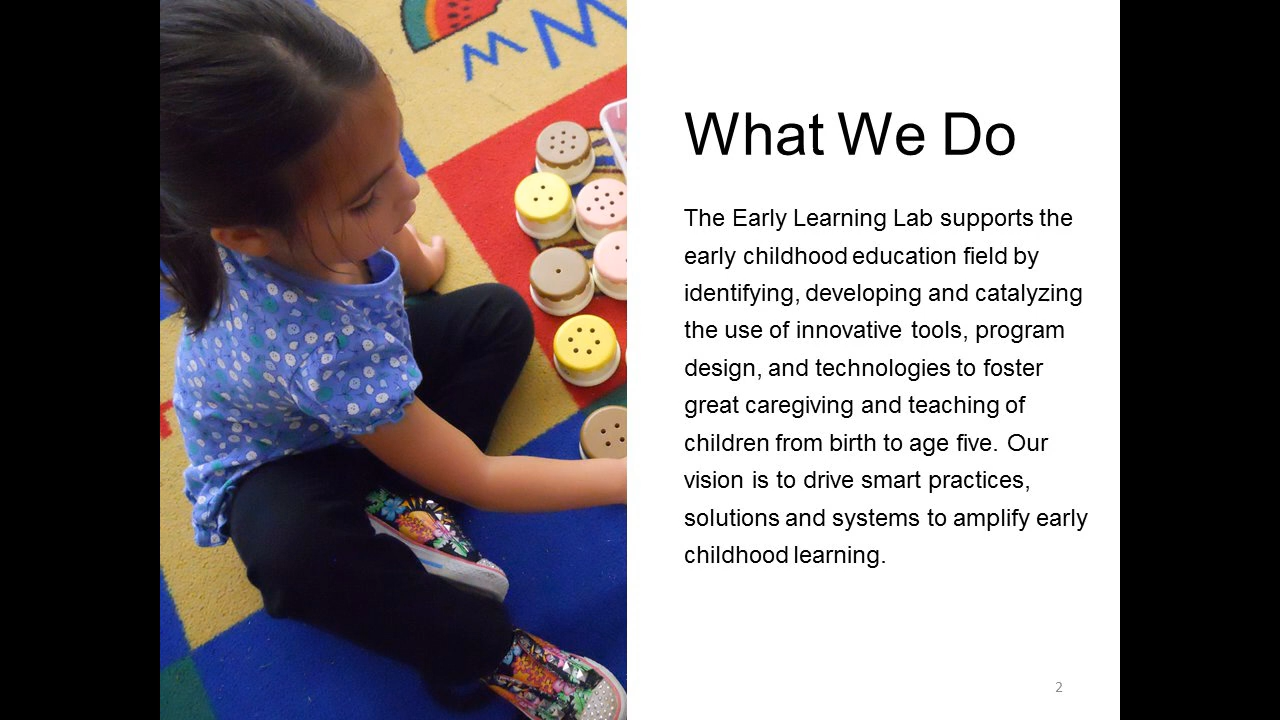 W W
What We Do
The Early Learning Lab supports the
early childhood education field by
identifying, developing and catalyzing
the use of innovative tools, program
design, and technologies to foster
great caregiving and teaching of
children from birth to age five. Our
vision is to drive smart practices,
solutions and systems to amplify early
childhood learning.
2